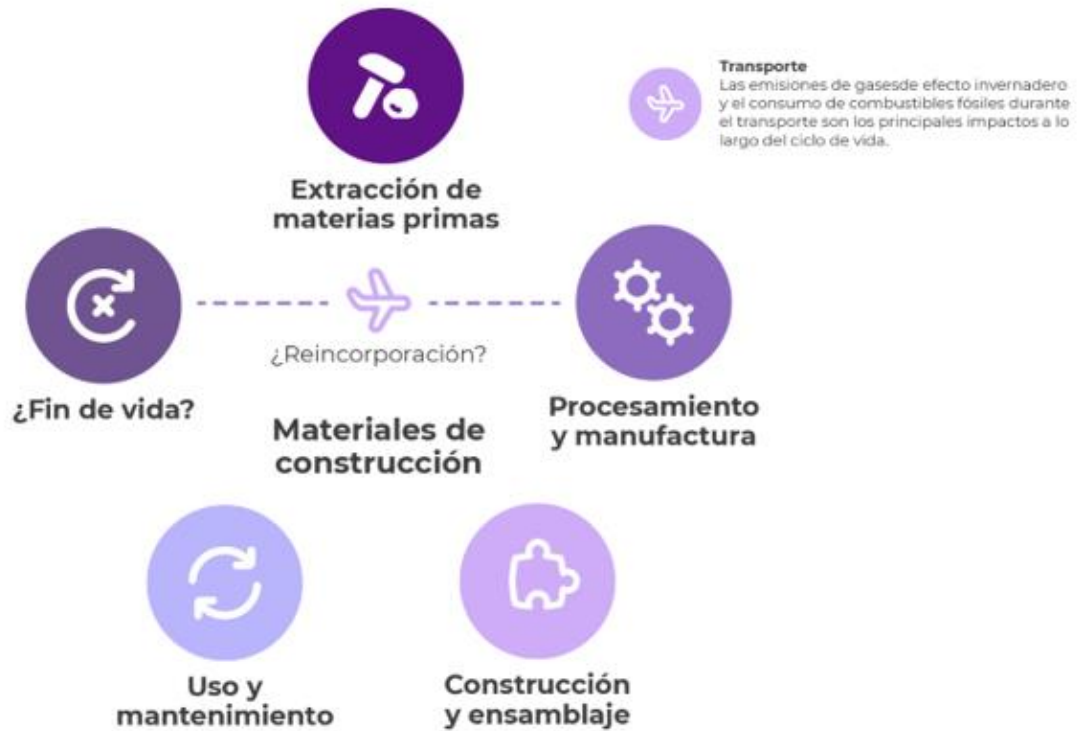 Transporte
Las emisiones de gasesde efecto invernadero
y el consumo de combustibles fósiles durante
el transporte son los principales impactos a lo
largo del ciclo de vida.
Extracción de
materias primas
¿Reincorporación?
¿Fin de vida?
Procesamiento
y manufactura
Materiales de
construcción
Uso y
mantenimiento
Construcción
y ensamblaje